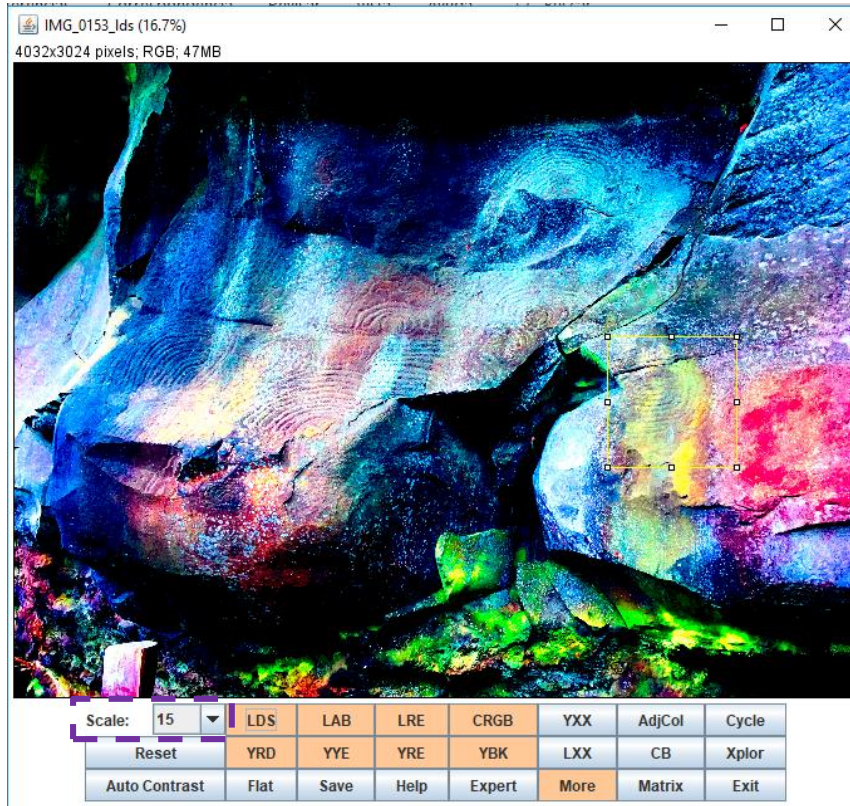 IMG_0153_lds (16.7%)
4032x3024 pixels; RGB; 47MB
Scale: 15 LDS LAB LRE CRGB YXX AdjCol Cycle
Reset YRD YYE YRE YBK LXX CB Xplor
Auto Contrast Flat Save Help Expert More Matrix Exit